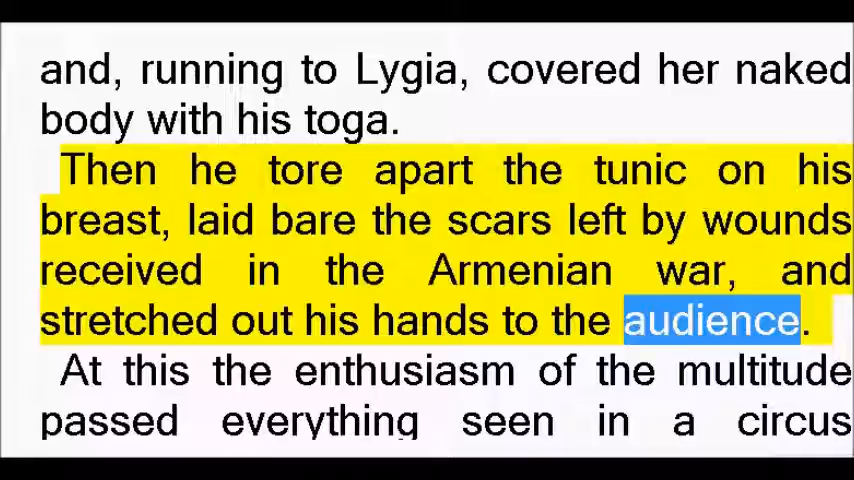 and, running to Lygia, covered her naked
body with his toga.
Then he tore apart the tunic on his
breast, laid bare the scars left by wounds
received in the Armenian war, and
stretched out his hands to the audience.
At this the enthusiasm of the multitude
passed everything seen in a circus